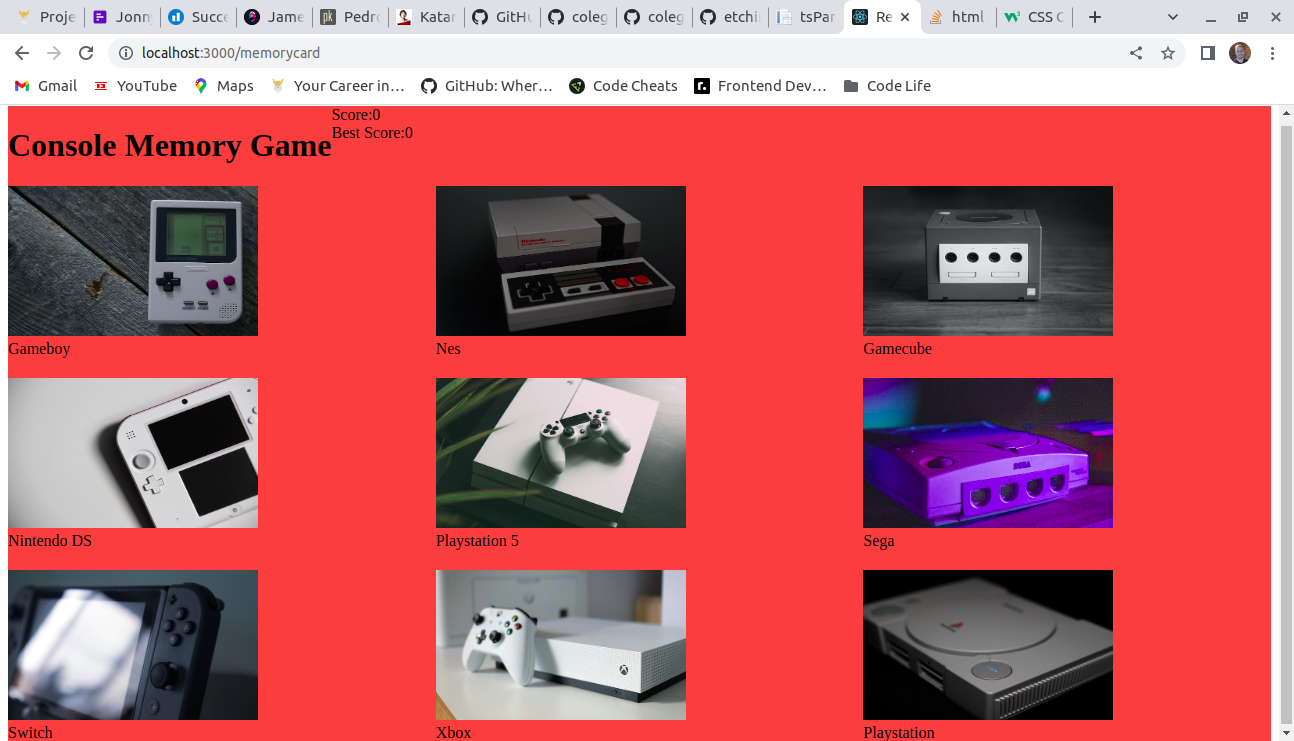 Proje
Jonny
Succe
Jame
Pedro
Katar
GitHu
coleg
coleg
etchi
tsPar
Re
html
CSS C
localhost:3000/memorycard
Gmail
YouTube
Maps
Your Career in...
GitHub: Wher...
Code Cheats
Frontend Dev...
Code Life
Score:0
Best Score:0
Console Memory Game
Gameboy
Nes
Gamecube
Nintendo DS
Playstation 5
SEGA
Sega
Switch
Xbox
Playstation